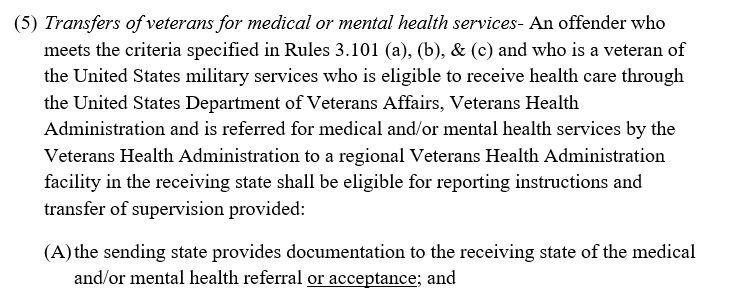 (5) Transfers of veterans for medical or mental health services- An offender who
meets the criteria specified in Rules 3.101 (a), (b), & (c) and who is a veteran of
the United States military services who is eligible to receive health care through
the United States Department of Veterans Affairs, Veterans Health
Administration and is referred for medical and/or mental health services by the
Veterans Health Administration to a regional Veterans Health Administration
facility in the receiving state shall be eligible for reporting instructions and
transfer of supervision provided:
(A) the sending state provides documentation to the receiving state of the medical
and/or mental health referral or acceptance; and